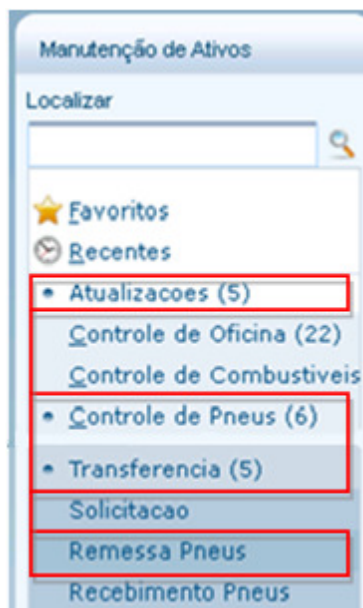 Manutenção de Ativos
Localizar
Favoritos
Recentes
Atualizacoes (5)
Controle de Oficina (22)
Controle de Combustiveis
Controle de Pneus (6)
Transferencia (5)
Solicitacao
Remessa Pneus
Recebimento Pneus